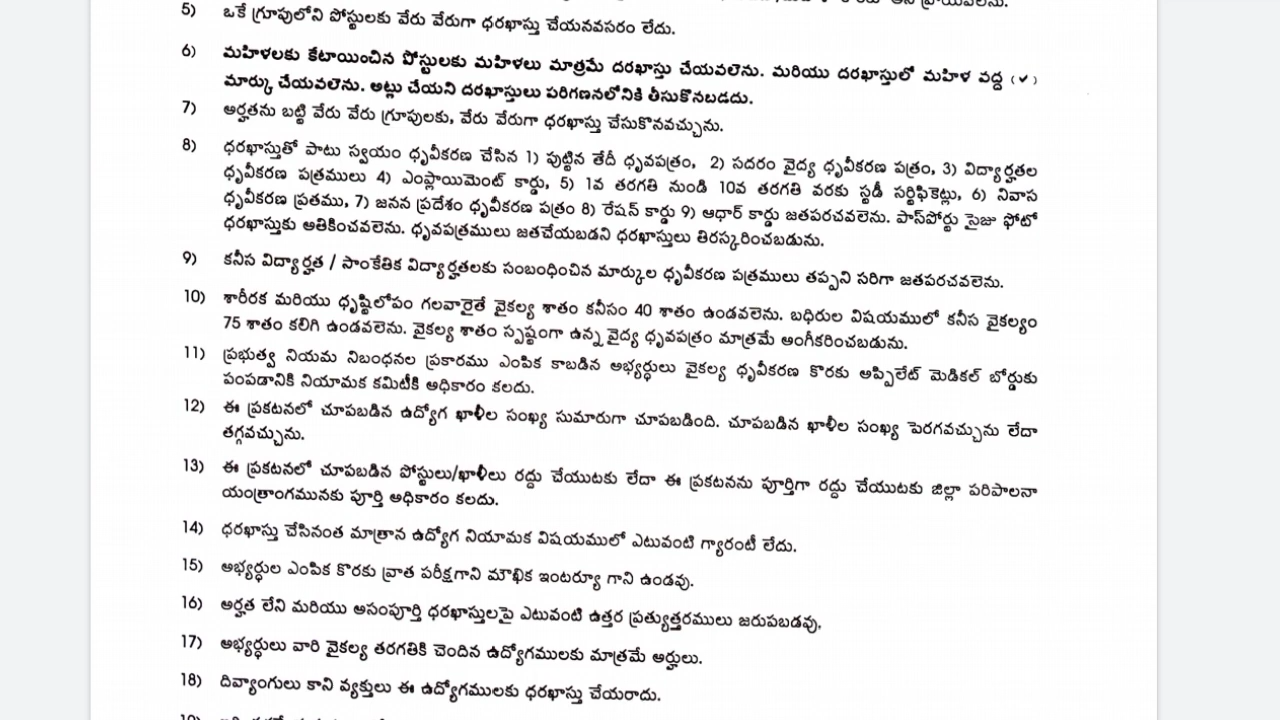 5) ఒకే గ్రూపులోని పోస్టులకు వేరు వేరుగా ధరఖాస్తు చేయనవసరం లేదు.
6) మహిళలకు కేటాయించిన పోస్టులకు మహిళలు మాత్రమే దరఖాస్తు చేయవలెను. మరియు దరఖాస్తులో మహిళ వద్ద (✓)
మార్కు చేయవలెను. అట్లు చేయని దరఖాస్తులు పరిగణనలోనికి తీసుకొనబడదు.
7) అర్హతను బట్టి వేరు వేరు గ్రూపులకు, వేరు వేరుగా ధరఖాస్తు చేసుకొనవచ్చును.
8) ధరఖాస్తుతో పాటు స్వయం ధృవీకరణ చేసిన 1) పుట్టిన తేదీ ధృవపత్రం, 2) సదరం వైద్య ధృవీకరణ పత్రం, 3) విద్యార్హతల
ధృవీకరణ పత్రములు 4) ఎంప్లాయిమెంట్ కార్డు, 5) 1వ తరగతి నుండి 10వ తరగతి వరకు స్టడీ సర్టిఫికెట్లు, 6) నివాస
ధృవీకరణ ప్రతము, 7) జనన ప్రదేశం ధృవీకరణ పత్రం 8) రేషన్ కార్డు 9) ఆధార్ కార్డు జతపరచవలెను. పాస్‌పోర్టు సైజు ఫోటో
ధరఖాస్తుకు అతికించవలెను. ధృవపత్రములు జతచేయబడని ధరఖాస్తులు తిరస్కరించబడును.
9) కనీస విద్యార్హత / సాంకేతిక విద్యార్హతలకు సంబంధించిన మార్కుల ధృవీకరణ పత్రములు తప్పని సరిగా జతపరచవలెను.
10) శారీరక మరియు ధృష్టిలోపం గలవారైతే వైకల్య శాతం కనీసం 40 శాతం ఉండవలెను. బధిరుల విషయములో కనీస వైకల్యం
75 శాతం కలిగి ఉండవలెను. వైకల్య శాతం స్పష్టంగా ఉన్న వైద్య ధృవపత్రం మాత్రమే అంగీకరించబడును.
11) ప్రభుత్వ నియమ నిబంధనల ప్రకారము ఎంపిక కాబడిన అభ్యర్ధులు వైకల్య ధృవీకరణ కొరకు అప్పిలేట్ మెడికల్ బోర్డుకు
పంపడానికి నియామక కమిటీకి అధికారం కలదు.
12) ఈ ప్రకటనలో చూపబడిన ఉద్యోగ ఖాళీల సంఖ్య సుమారుగా చూపబడింది. చూపబడిన ఖాళీల సంఖ్య పెరగవచ్చును లేదా
తగ్గవచ్చును.
13) ఈ ప్రకటనలో చూపబడిన పోస్టులు/ఖాళీలు రద్దు చేయుటకు లేదా ఈ ప్రకటనను పూర్తిగా రద్దు చేయుటకు జిల్లా పరిపాలనా
యంత్రాంగమునకు పూర్తి అధికారం కలదు.
14) ధరఖాస్తు చేసినంత మాత్రాన ఉద్యోగ నియామక విషయములో ఎటువంటి గ్యారంటీ లేదు.
15) అభ్యర్ధుల ఎంపిక కొరకు వ్రాత పరీక్షగాని మౌఖిక ఇంటర్యూ గాని ఉండవు.
16) అర్హత లేని మరియు అసంపూర్తి ధరఖాస్తులపై ఎటువంటి ఉత్తర ప్రత్యుత్తరములు జరుపబడవు.
17) అభ్యర్ధులు వారి వైకల్య తరగతికి చెందిన ఉద్యోగములకు మాత్రమే అర్హులు.
18) దివ్యాంగులు కాని వ్యక్తులు ఈ ఉద్యోగములకు ధరఖాస్తు చేయరాదు.